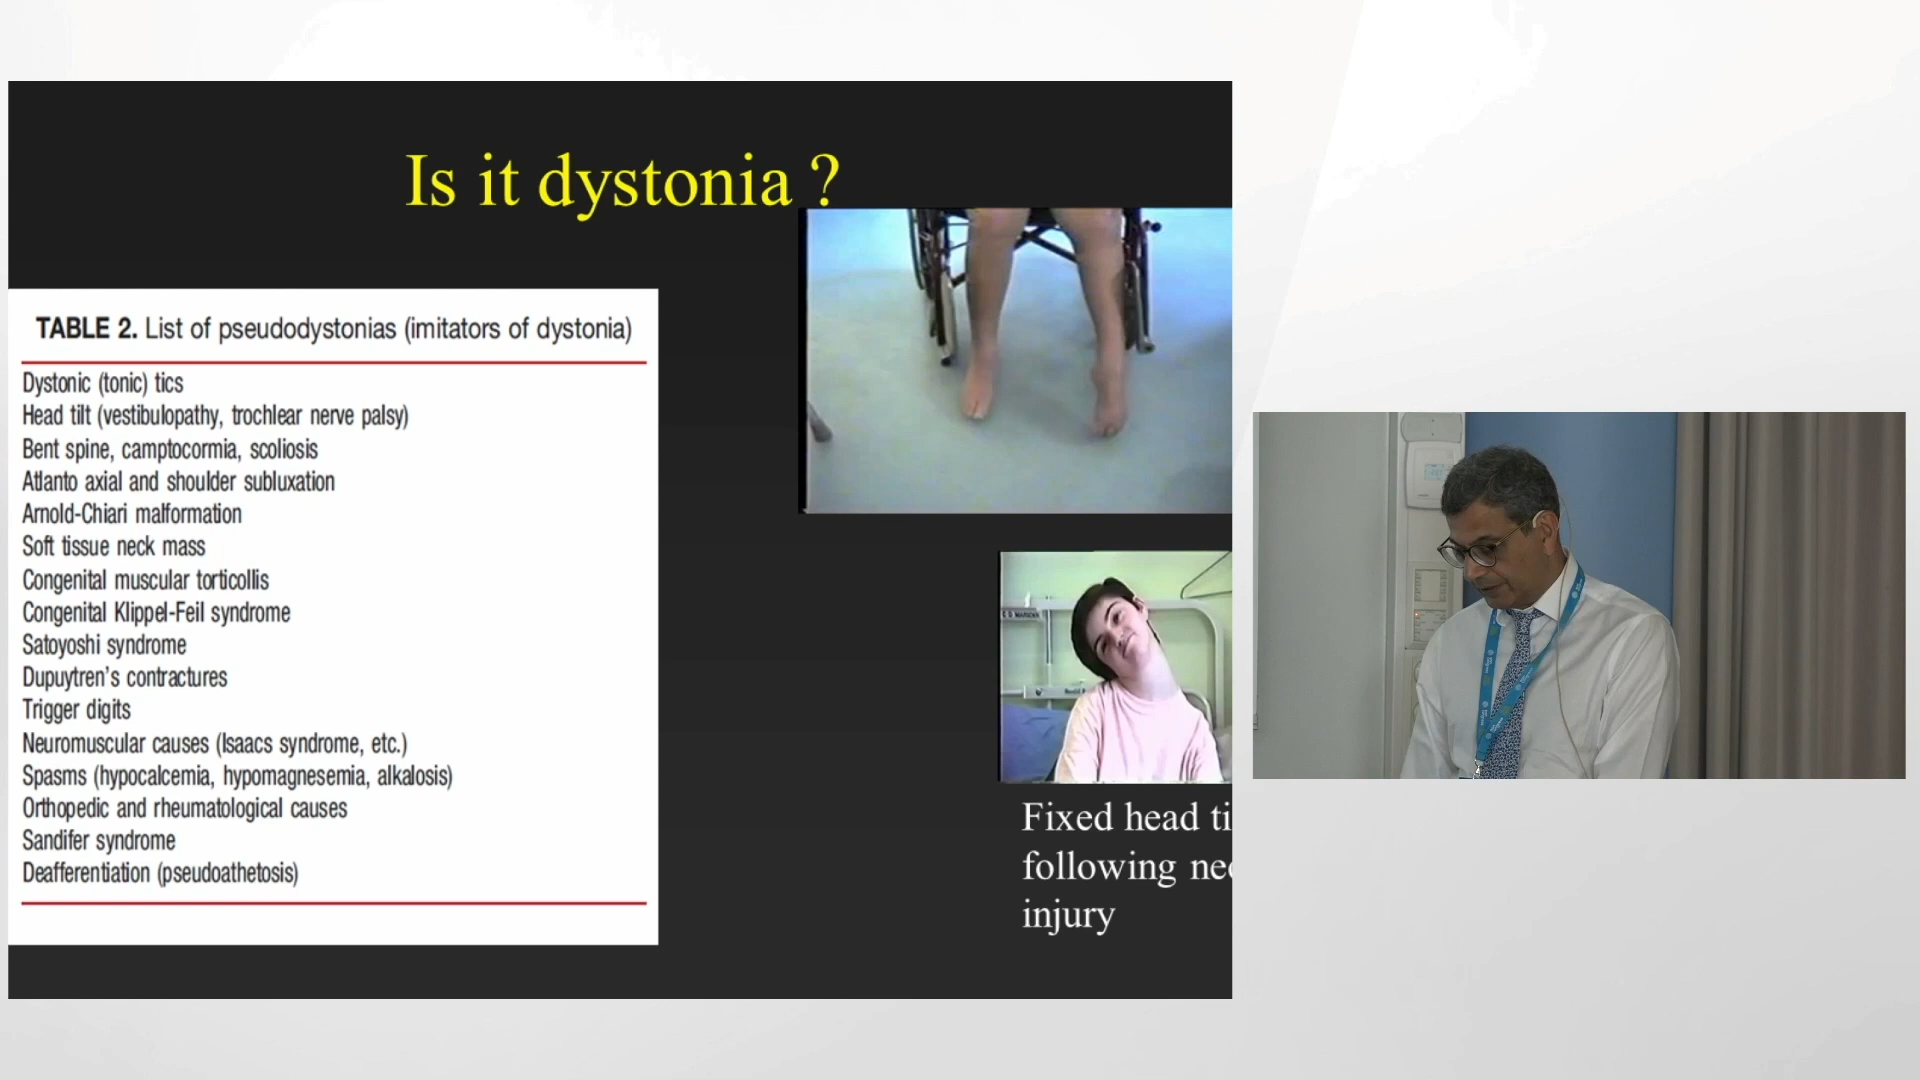 Is it dystonia ?
TABLE 2. List of pseudodystonias (imitators of dystonia)
Dystonic (tonic) tics
Head tilt (vestibulopathy, trochlear nerve palsy)
Bent spine, camptocormia, scoliosis
Atlanto axial and shoulder subluxation
Arnold-Chiari malformation
Soft tissue neck mass
Congenital muscular torticollis
Congenital Klippel-Feil syndrome
Satoyoshi syndrome
Dupuytren's contractures
Trigger digits
Neuromuscular causes (Isaacs syndrome, etc.)
Spasms (hypocalcemia, hypomagnesemia, alkalosis)
Orthopedic and rheumatological causes
Sandifer syndrome
Deafferentiation (pseudoathetosis)
Fixed head ti
following nec
injury